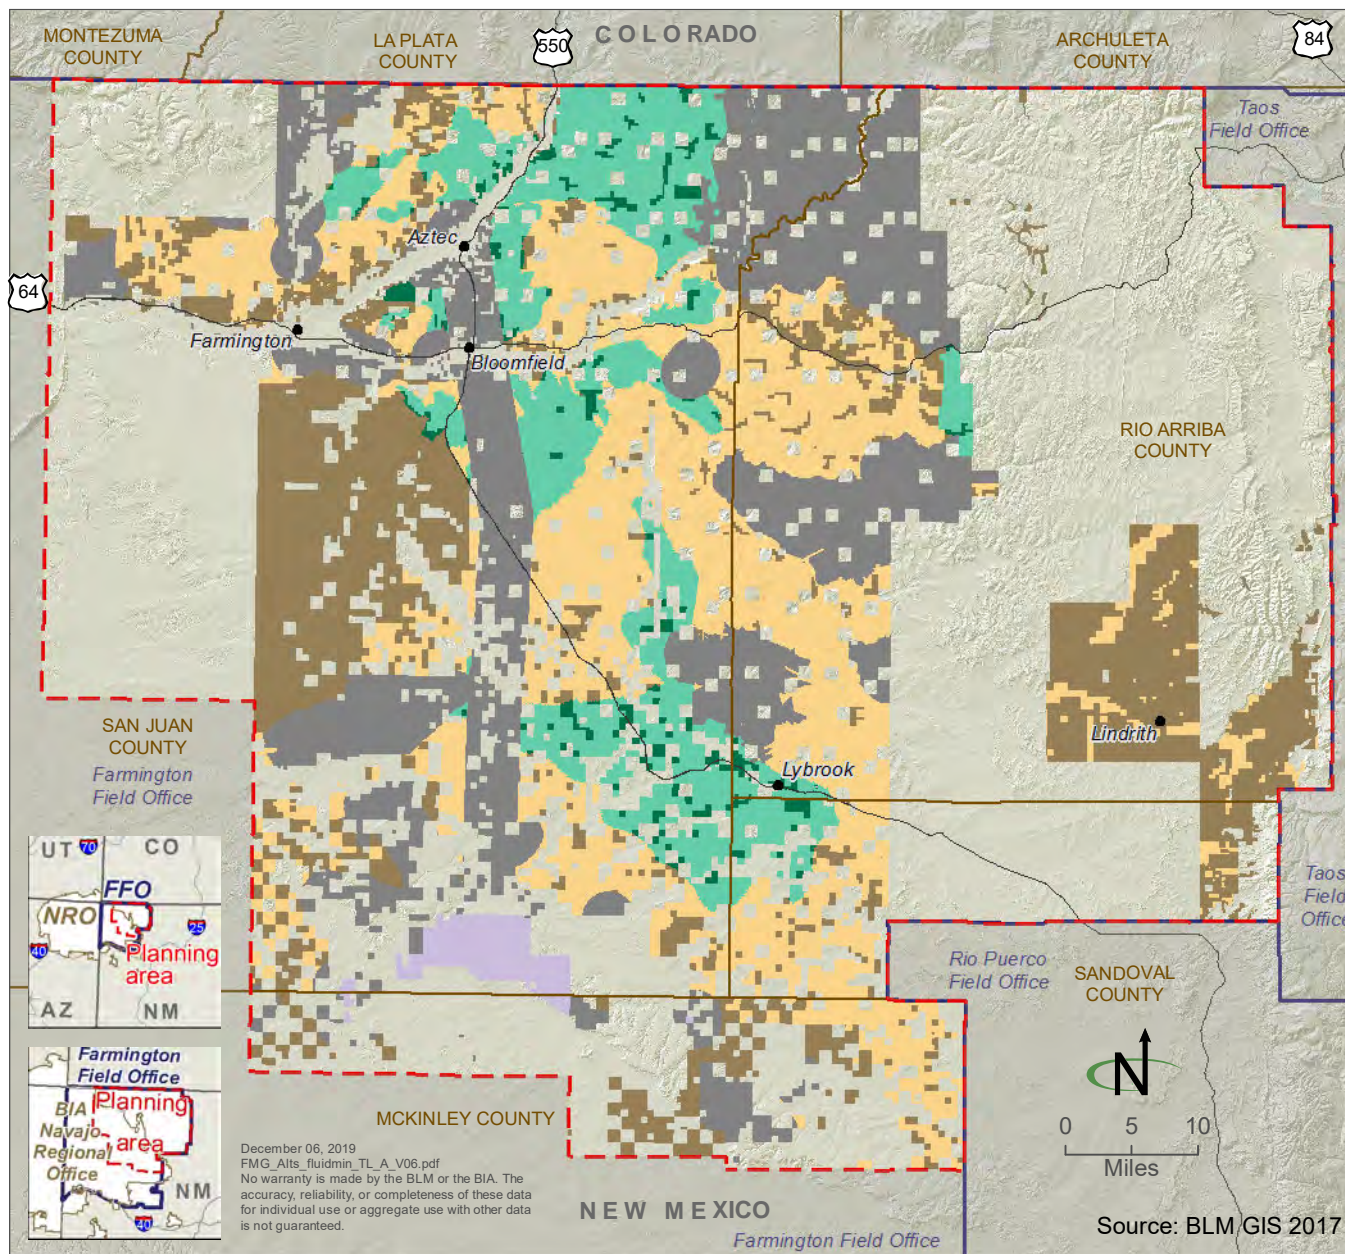 MONTEZUMA
COUNTY
LA PLATA
COUNTY
550
COLORADO
ARCHULETA
COUNTY
84
Taos
Field Office
Aztec
64
Farmington
Bloomfield
RIO ARRIBA
COUNTY
Lindrith
SAN JUAN
COUNTY
Farmington
Field Office
Lybrook
UT
70
CO
FFO
NRO
25
40
Planning
area
AZ
NM
Taos
Field
Office
Rio Puerco
Field Office
SANDOVAL
COUNTY
N
0 5 10
Miles
Farmington
Field Office
BIA
Navajo
Regional
Office
Planning
area
NM
40
MCKINLEY COUNTY
December 06, 2019
FMG_Alts_fluidmin_TL_A_V06.pdf
No warranty is made by the BLM or the BIA. The
accuracy, reliability, or completeness of these data
for individual use or aggregate use with other data
is not guaranteed.
NEW MEXICO
Farmington Field Office
Source: BLM GIS 2017